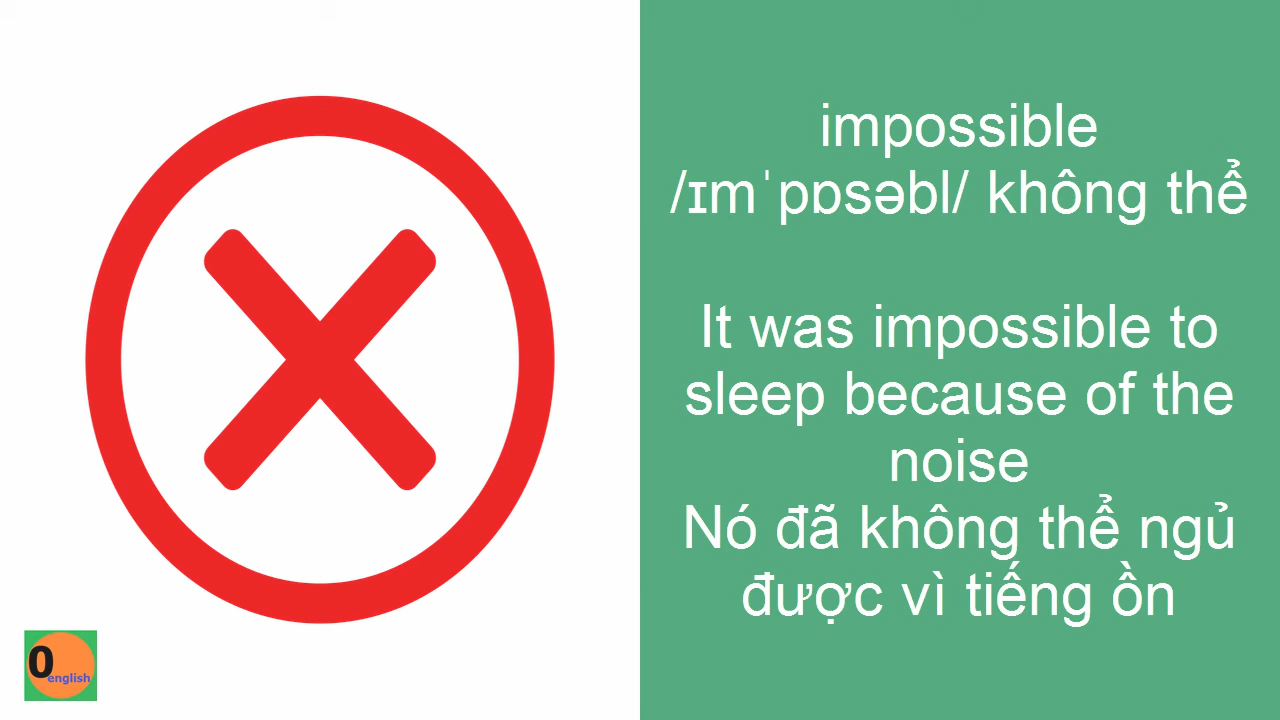 impossible
/ɪmˈpɒsəbl/ không thể
It was impossible to
sleep because of the
noise
Nó đã không thể ngủ
được vì tiếng ồn
0
english